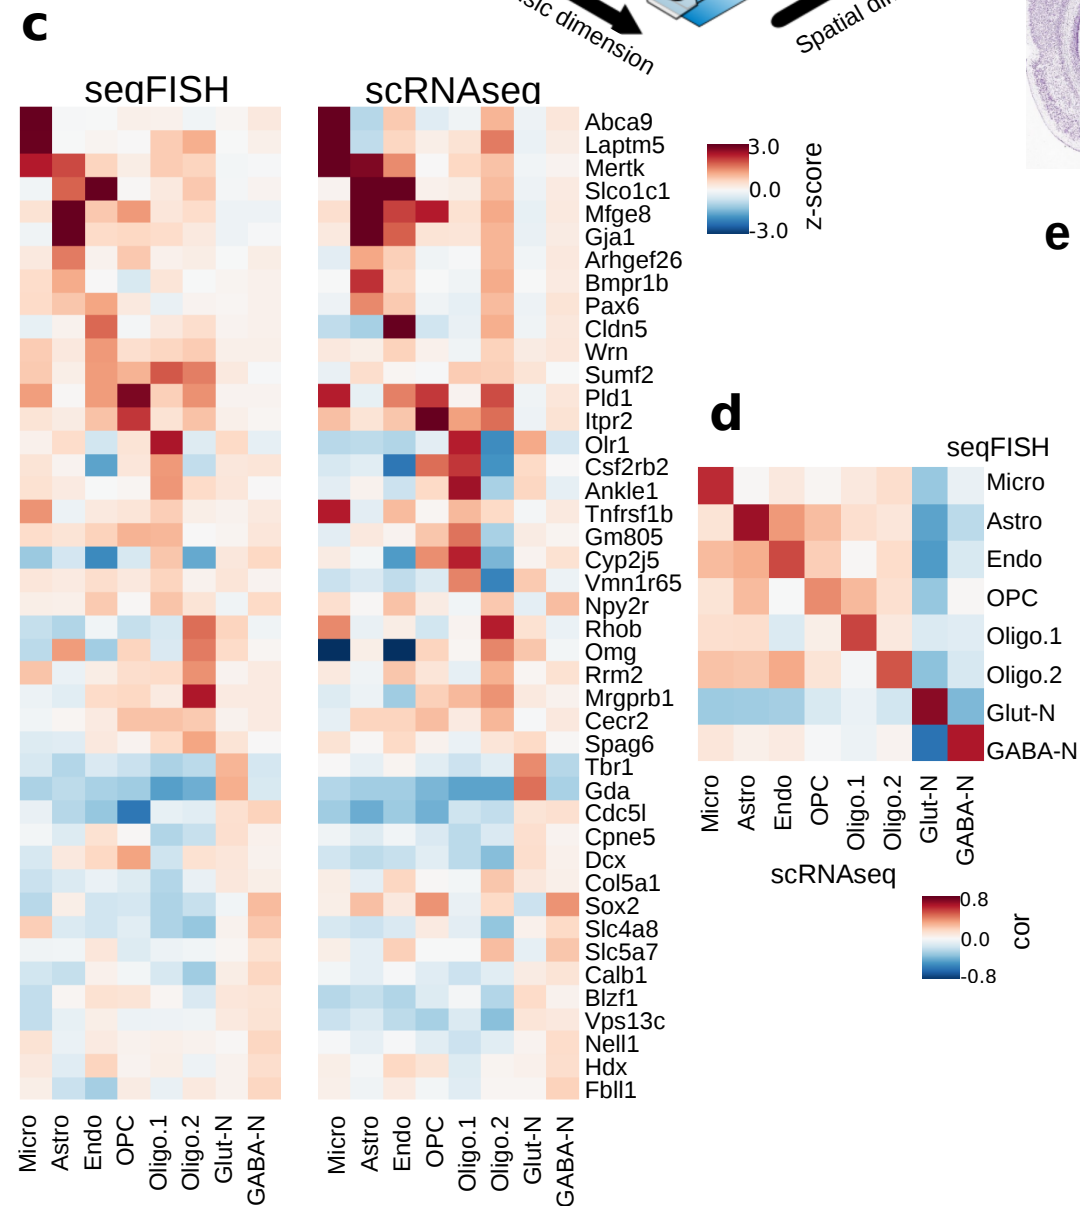 c
sic dimension
Spatial di
seqFISH
scRNAseq
Abca9
Laptm5
Mertk
Slco1c1
Mfge8
Gja1
Arhgef26
Bmpr1b
Pax6
Cldn5
Wrn
Sumf2
Pld1
Itpr2
Olr1
Csf2rb2
Ankle1
Tnfrsf1b
Gm805
Cyp2j5
Vmn1r65
Npy2r
Rhob
Omg
Rrm2
Mrgprb1
Cecr2
Spag6
Tbr1
Gda
Cdc5l
Cpne5
Dcx
Col5a1
Sox2
Slc4a8
Slc5a7
Calb1
Blzf1
Vps13c
Nell1
Hdx
Fbll1
Micro
Astro
Endo
OPC
Oligo.1
Oligo.2
Glut-N
GABA-N
Micro
Astro
Endo
OPC
Oligo.1
Oligo.2
Glut-N
GABA-N
3.0
0.0
-3.0
z-score
e
d
seqFISH
Micro
Astro
Endo
OPC
Oligo.1
Oligo.2
Glut-N
GABA-N
Micro
Astro
Endo
OPC
Oligo.1
Oligo.2
Glut-N
GABA-N
scRNAseq
0.8
0.0
-0.8
cor